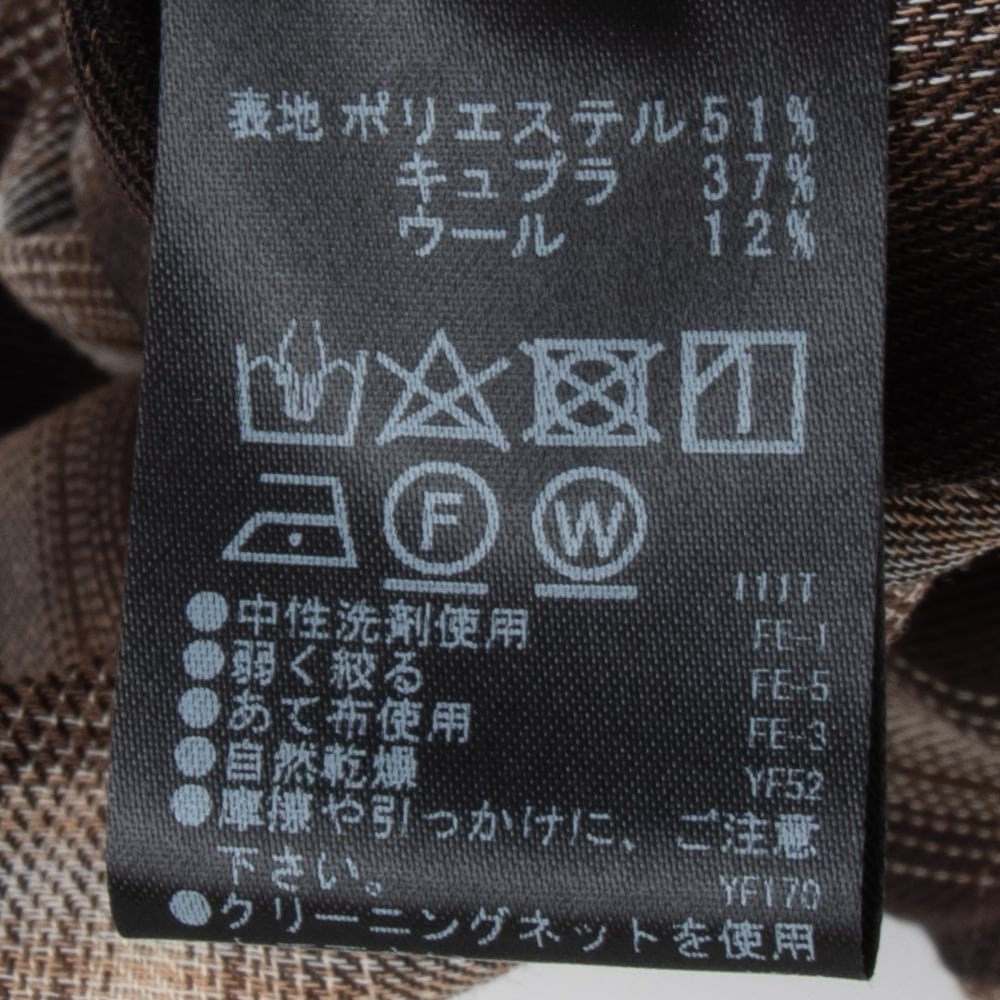 表地 ポリエステル 51%
キュプラ 37%
ウール 12%
F W
111T
●中性洗剤使用 FE-1
●弱く絞る FE-5
●あて布使用 FE-3
●自然乾燥 YF52
●摩擦や引っかけに、ご注意
下さい。 YF170
●クリーニングネットを使用